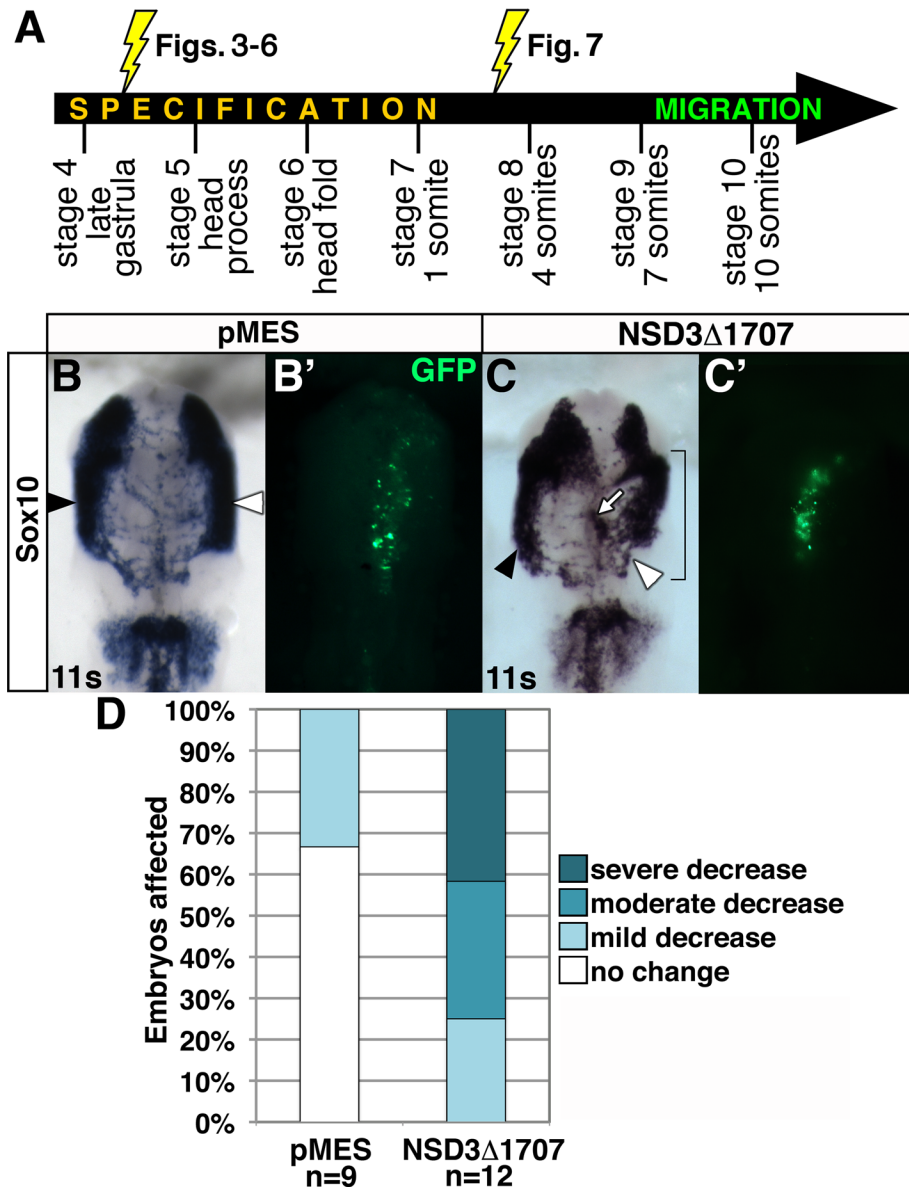 A
Figs. 3-6
Fig. 7
SPECIFICATION
MIGRATION
stage 4
late
gastrula
stage 5
head
process
stage 6
head fold
stage 7
1 somite
stage 8
4 somites
stage 9
7 somites
stage 10
10 somites
pMES
NSD3Δ1707
Sox10
B
11s
B'
GFP
C
11s
C'
D
Embryos affected
100%
90%
80%
70%
60%
50%
40%
30%
20%
10%
0%
pMES
n=9
NSD3Δ1707
n=12
severe decrease
moderate decrease
mild decrease
no change